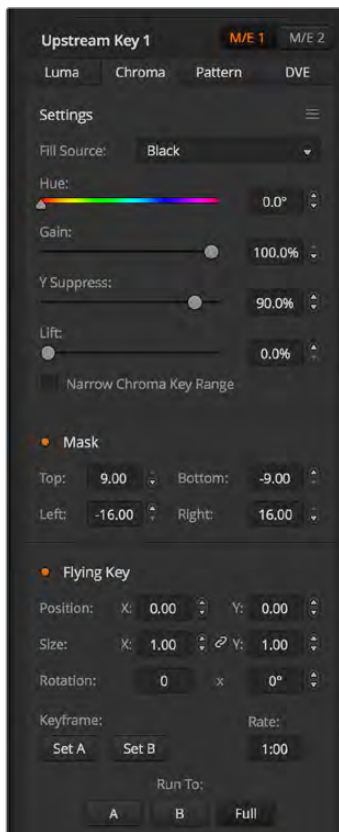 Upstream Key 1 M/E 1 M/E 2
Luma Chroma Pattern DVE
Settings
Fill Source: Black
Hue:
0.0°
Gain:
100.0%
Y Suppress:
90.0%
Lift:
0.0%
Narrow Chroma Key Range
Mask
Top: 9.00 Bottom: -9.00
Left: -16.00 Right: 16.00
Flying Key
Position: X: 0.00 Y: 0.00
Size: X: 1.00 Y: 1.00
Rotation: 0 x 0°
Keyframe: Rate:
Set A Set B 1:00
Run To:
A B Full